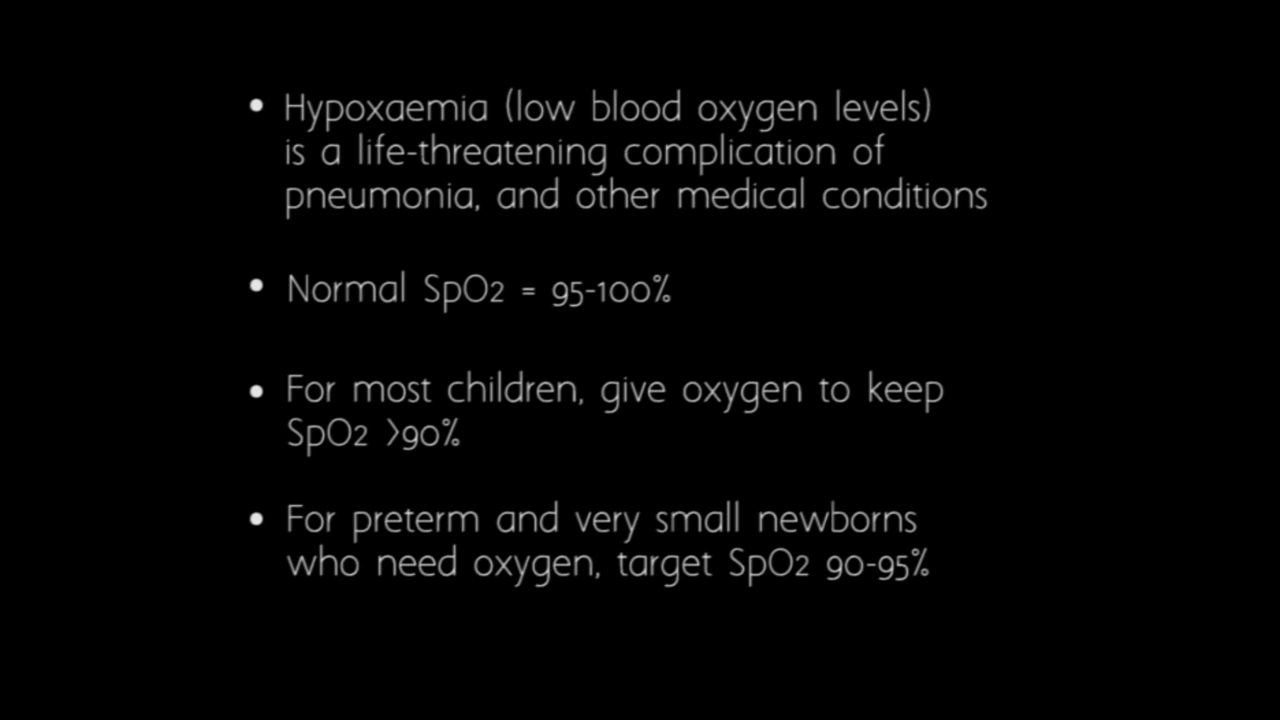 • Hypoxaemia (low blood oxygen levels)
is a life-threatening complication of
pneumonia, and other medical conditions
• Normal SpO2 = 95-100%
• For most children, give oxygen to keep
SpO2 >90%
• For preterm and very small newborns
who need oxygen, target SpO2 90-95%